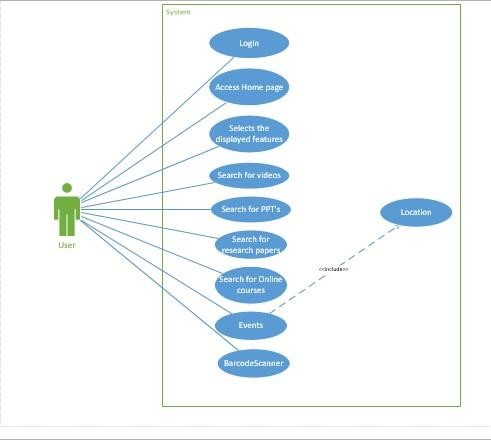 System
Login
Access Home page
Selects the
displayed features
Search for videos
Search for PPT's
Search for
research papers
Search for Online
courses
Events
BarcodeScanner
User
Location
<<include>>